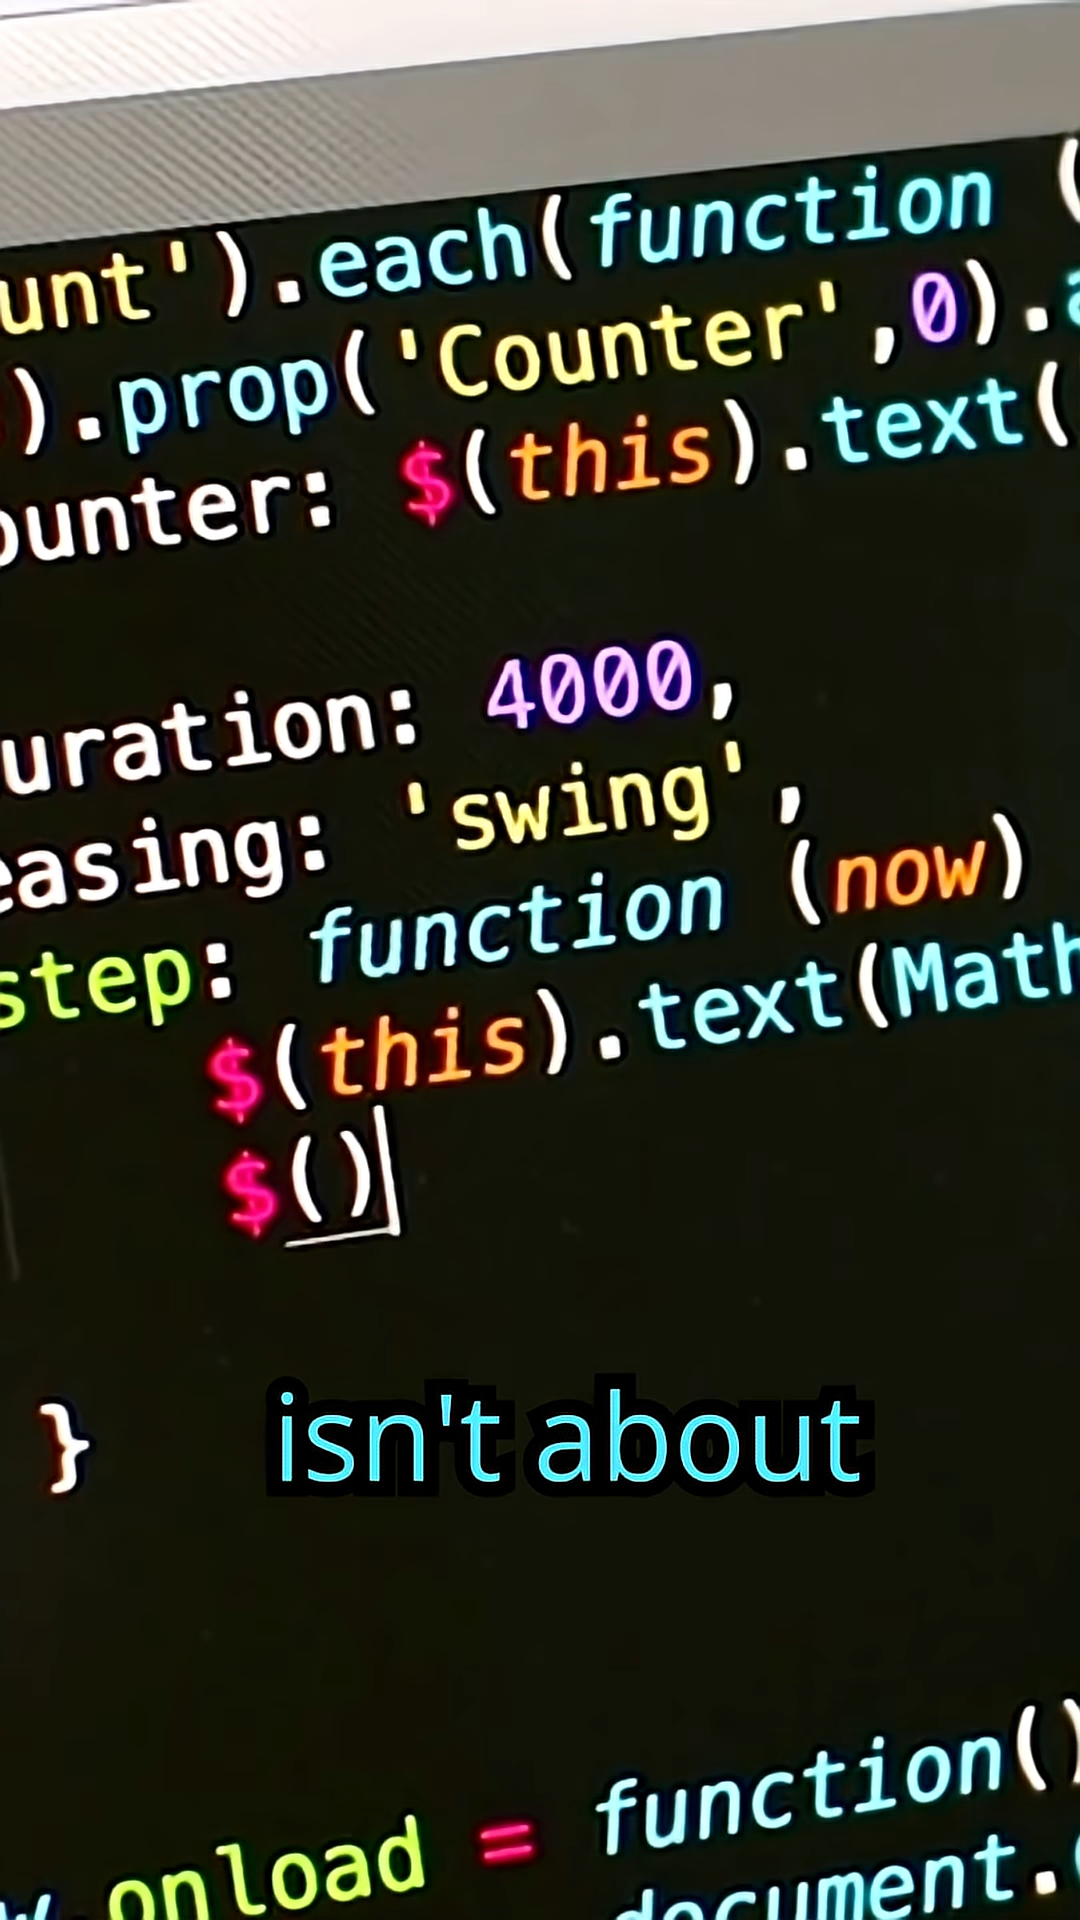 unt').each(function (
).prop('Counter',0).a
ounter: $(this).text(
uration: 4000,
easing: 'swing',
step: function (now)
$(this).text(Math
$()
}
isn't about
.onload = function()
document.